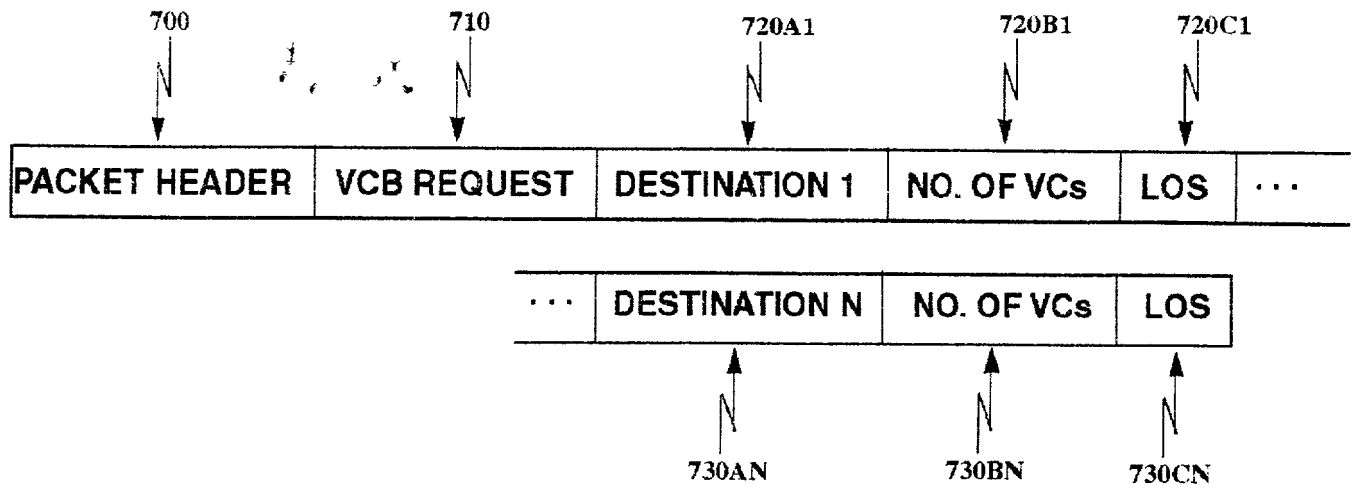 700 710 720A1 720B1 720C1
PACKET HEADER VCB REQUEST DESTINATION 1 NO. OF VCs LOS ...
... DESTINATION N NO. OF VCs LOS
730AN 730BN 730CN